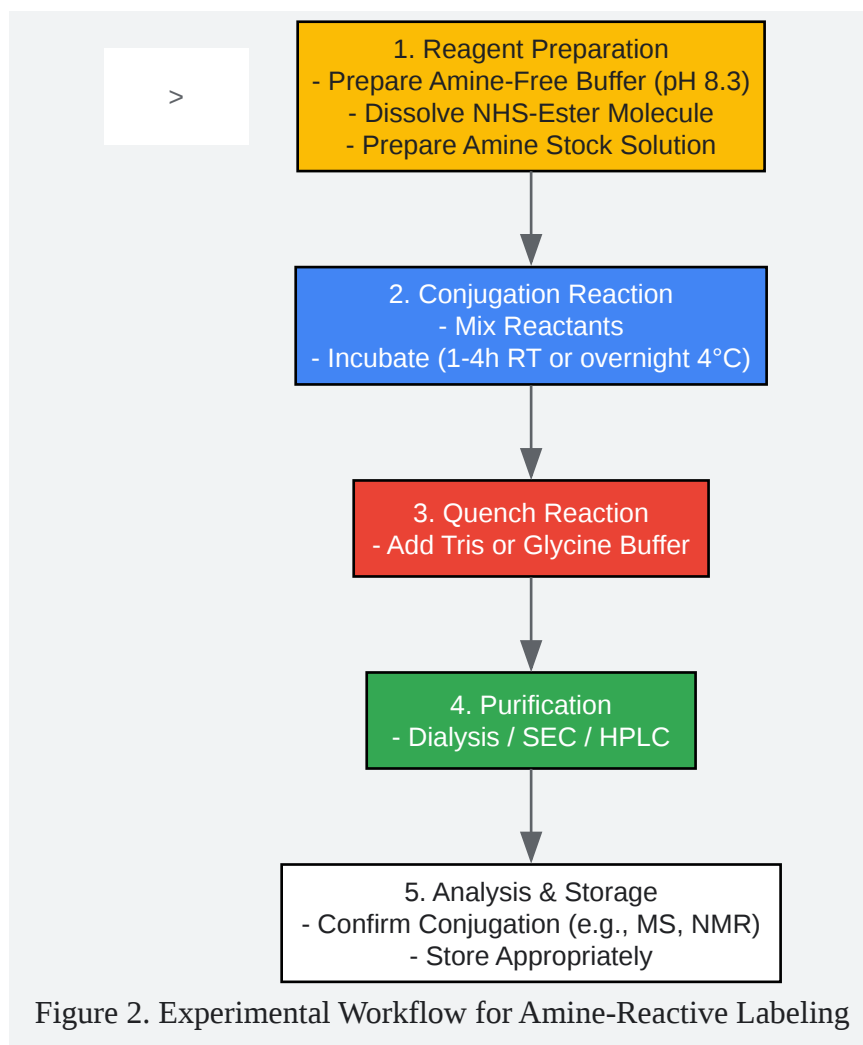 >
1. Reagent Preparation
- Prepare Amine-Free Buffer (pH 8.3)
- Dissolve NHS-Ester Molecule
- Prepare Amine Stock Solution
2. Conjugation Reaction
- Mix Reactants
- Incubate (1-4h RT or overnight 4°C)
3. Quench Reaction
- Add Tris or Glycine Buffer
4. Purification
- Dialysis / SEC / HPLC
5. Analysis & Storage
- Confirm Conjugation (e.g., MS, NMR)
- Store Appropriately
Figure 2. Experimental Workflow for Amine-Reactive Labeling